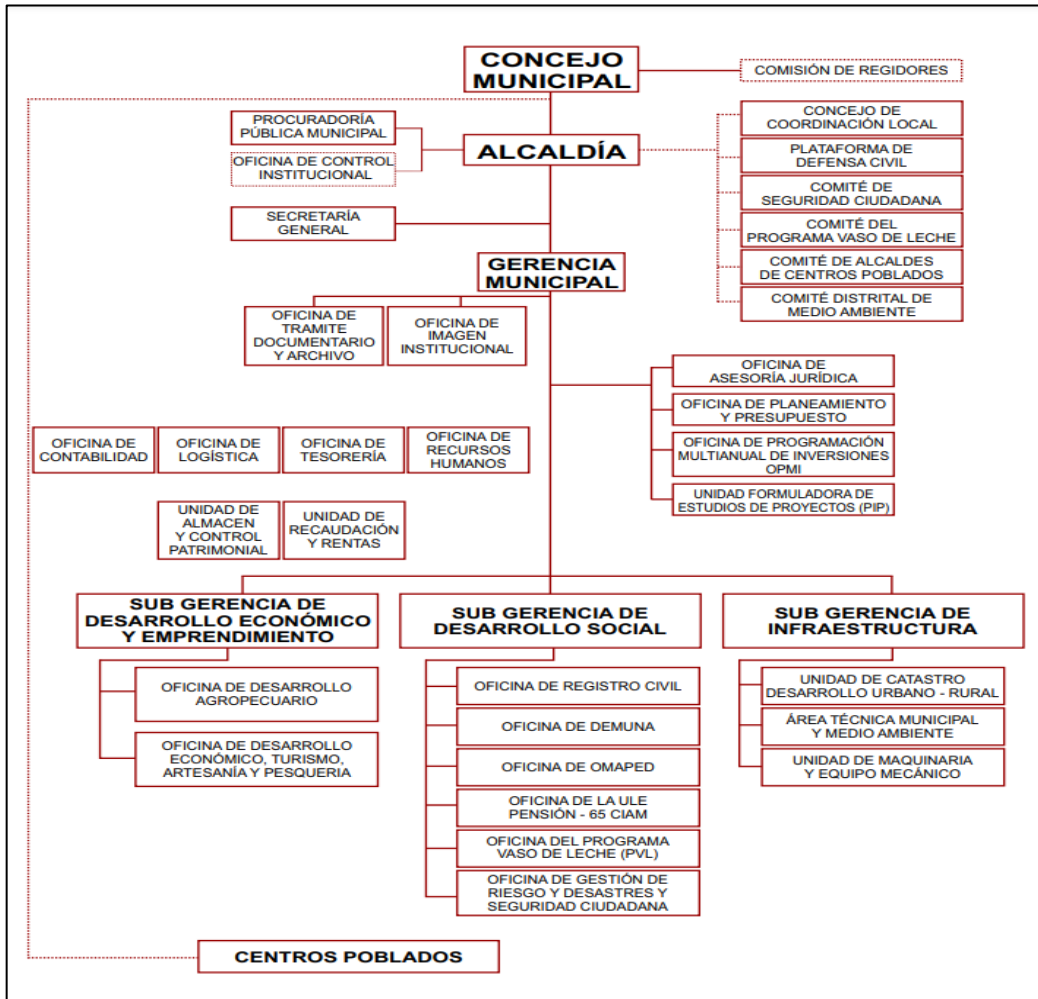 CONCEJO
MUNICIPAL
COMISIÓN DE REGIDORES
PROCURADORÍA
PÚBLICA MUNICIPAL
OFICINA DE CONTROL
INSTITUCIONAL
ALCALDÍA
CONCEJO DE
COORDINACIÓN LOCAL
PLATAFORMA DE
DEFENSA CIVIL
COMITÉ DE
SEGURIDAD CIUDADANA
COMITÉ DEL
PROGRAMA VASO DE LECHE
COMITÉ DE ALCALDES
DE CENTROS POBLADOS
COMITÉ DISTRITAL DE
MEDIO AMBIENTE
SECRETARÍA
GENERAL
GERENCIA
MUNICIPAL
OFICINA DE
TRAMITE
DOCUMENTARIO
Y ARCHIVO
OFICINA DE
IMAGEN
INSTITUCIONAL
OFICINA DE
ASESORÍA JURÍDICA
OFICINA DE PLANEAMIENTO
Y PRESUPUESTO
OFICINA DE PROGRAMACIÓN
MULTIANUAL DE INVERSIONES
OPMI
UNIDAD FORMULADORA DE
ESTUDIOS DE PROYECTOS (PIP)
OFICINA DE
CONTABILIDAD
OFICINA DE
LOGÍSTICA
OFICINA DE
TESORERÍA
OFICINA DE
RECURSOS
HUMANOS
UNIDAD DE
ALMACEN
Y CONTROL
PATRIMONIAL
UNIDAD DE
RECAUDACIÓN
Y RENTAS
SUB GERENCIA DE
DESARROLLO ECONÓMICO
Y EMPRENDIMIENTO
OFICINA DE DESARROLLO
AGROPECUARIO
OFICINA DE DESARROLLO
ECONÓMICO, TURISMO,
ARTESANÍA Y PESQUERIA
SUB GERENCIA DE
DESARROLLO SOCIAL
OFICINA DE REGISTRO CIVIL
OFICINA DE DEMUNA
OFICINA DE OMAPED
OFICINA DE LA ULE
PENSIÓN - 65 CIAM
OFICINA DEL PROGRAMA
VASO DE LECHE (PVL)
OFICINA DE GESTIÓN DE
RIESGO Y DESASTRES Y
SEGURIDAD CIUDADANA
SUB GERENCIA DE
INFRAESTRUCTURA
UNIDAD DE CATASTRO
DESARROLLO URBANO - RURAL
ÁREA TÉCNICA MUNICIPAL
Y MEDIO AMBIENTE
UNIDAD DE MAQUINARIA
Y EQUIPO MECÁNICO
CENTROS POBLADOS